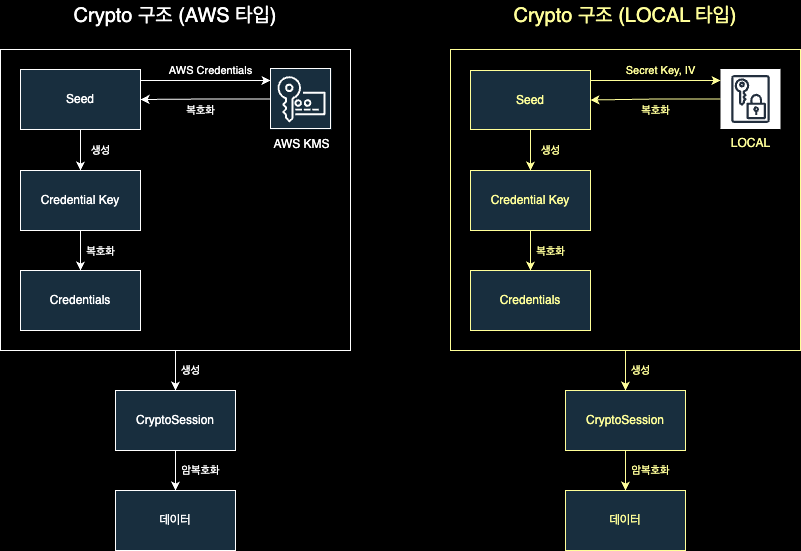 Crypto 구조 (AWS 타입)
Seed
AWS Credentials
복호화
AWS KMS
생성
Credential Key
복호화
Credentials
생성
CryptoSession
암복호화
데이터
Crypto 구조 (LOCAL 타입)
Seed
Secret Key, IV
복호화
LOCAL
생성
Credential Key
복호화
Credentials
생성
CryptoSession
암복호화
데이터